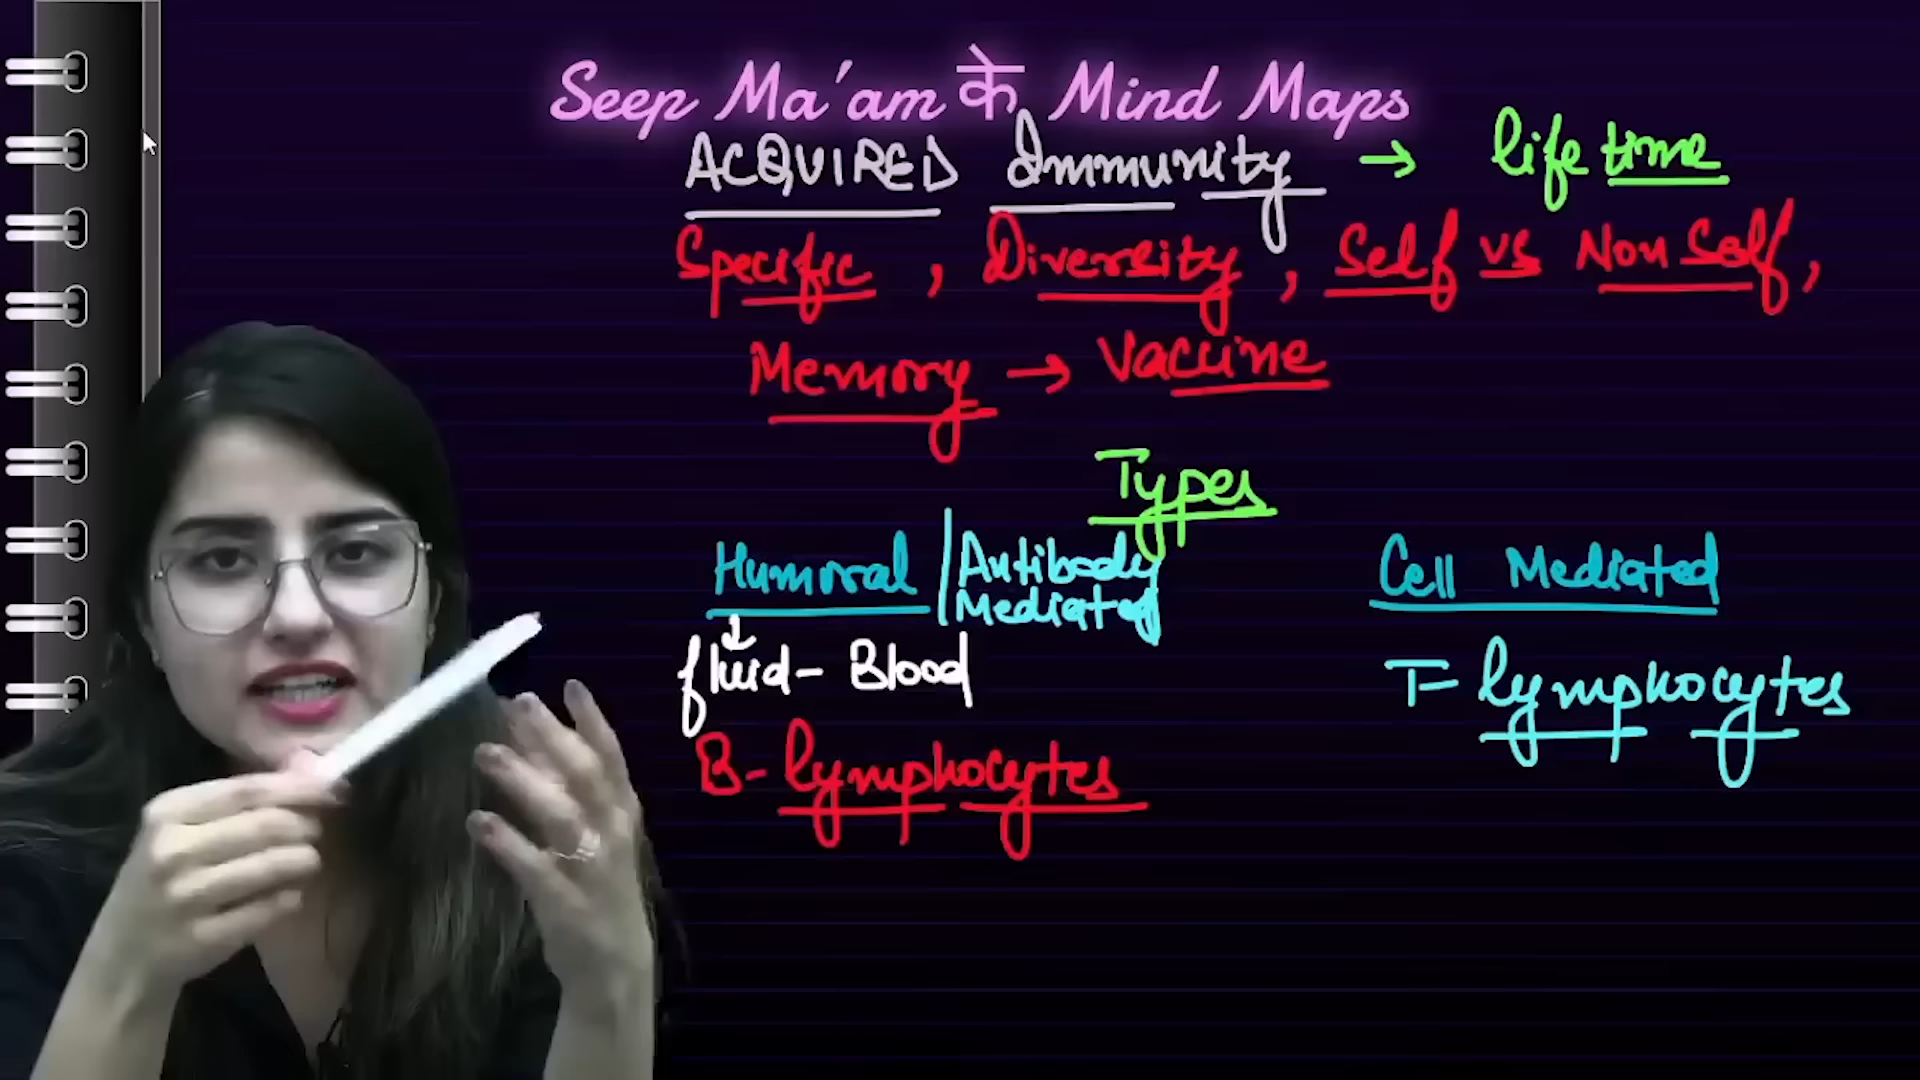 Seep Ma'am के Mind Maps
ACQUIRED Immunity → life time
Specific, Diversity, Self vs Non Self,
Memory → Vaccine
Types
Humoral | Antibody Mediated
Cell Mediated
↓
fluid - Blood
T- lymphocytes
B- lymphocytes